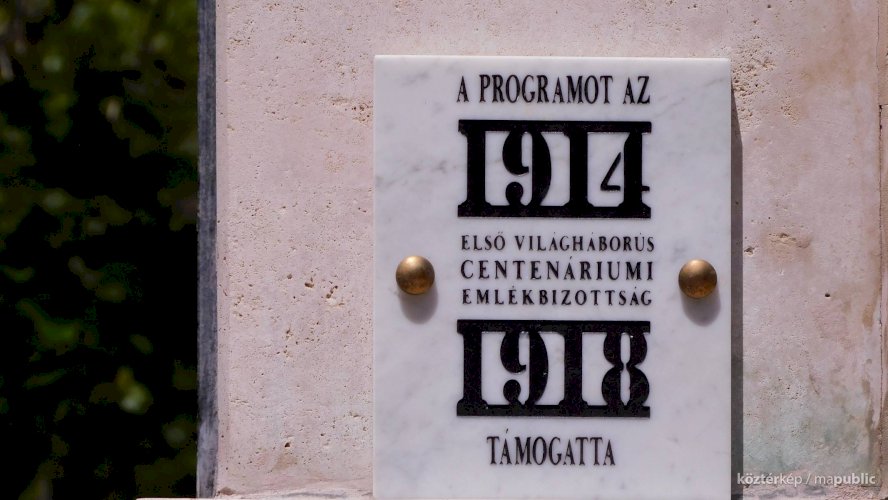 A PROGRAMOT AZ
1914
ELSŐ VILÁGHÁBORÚS
CENTENÁRIUMI
EMLÉKBIZOTTSÁG
1918
TÁMOGATTA
köztérkép / mapublic